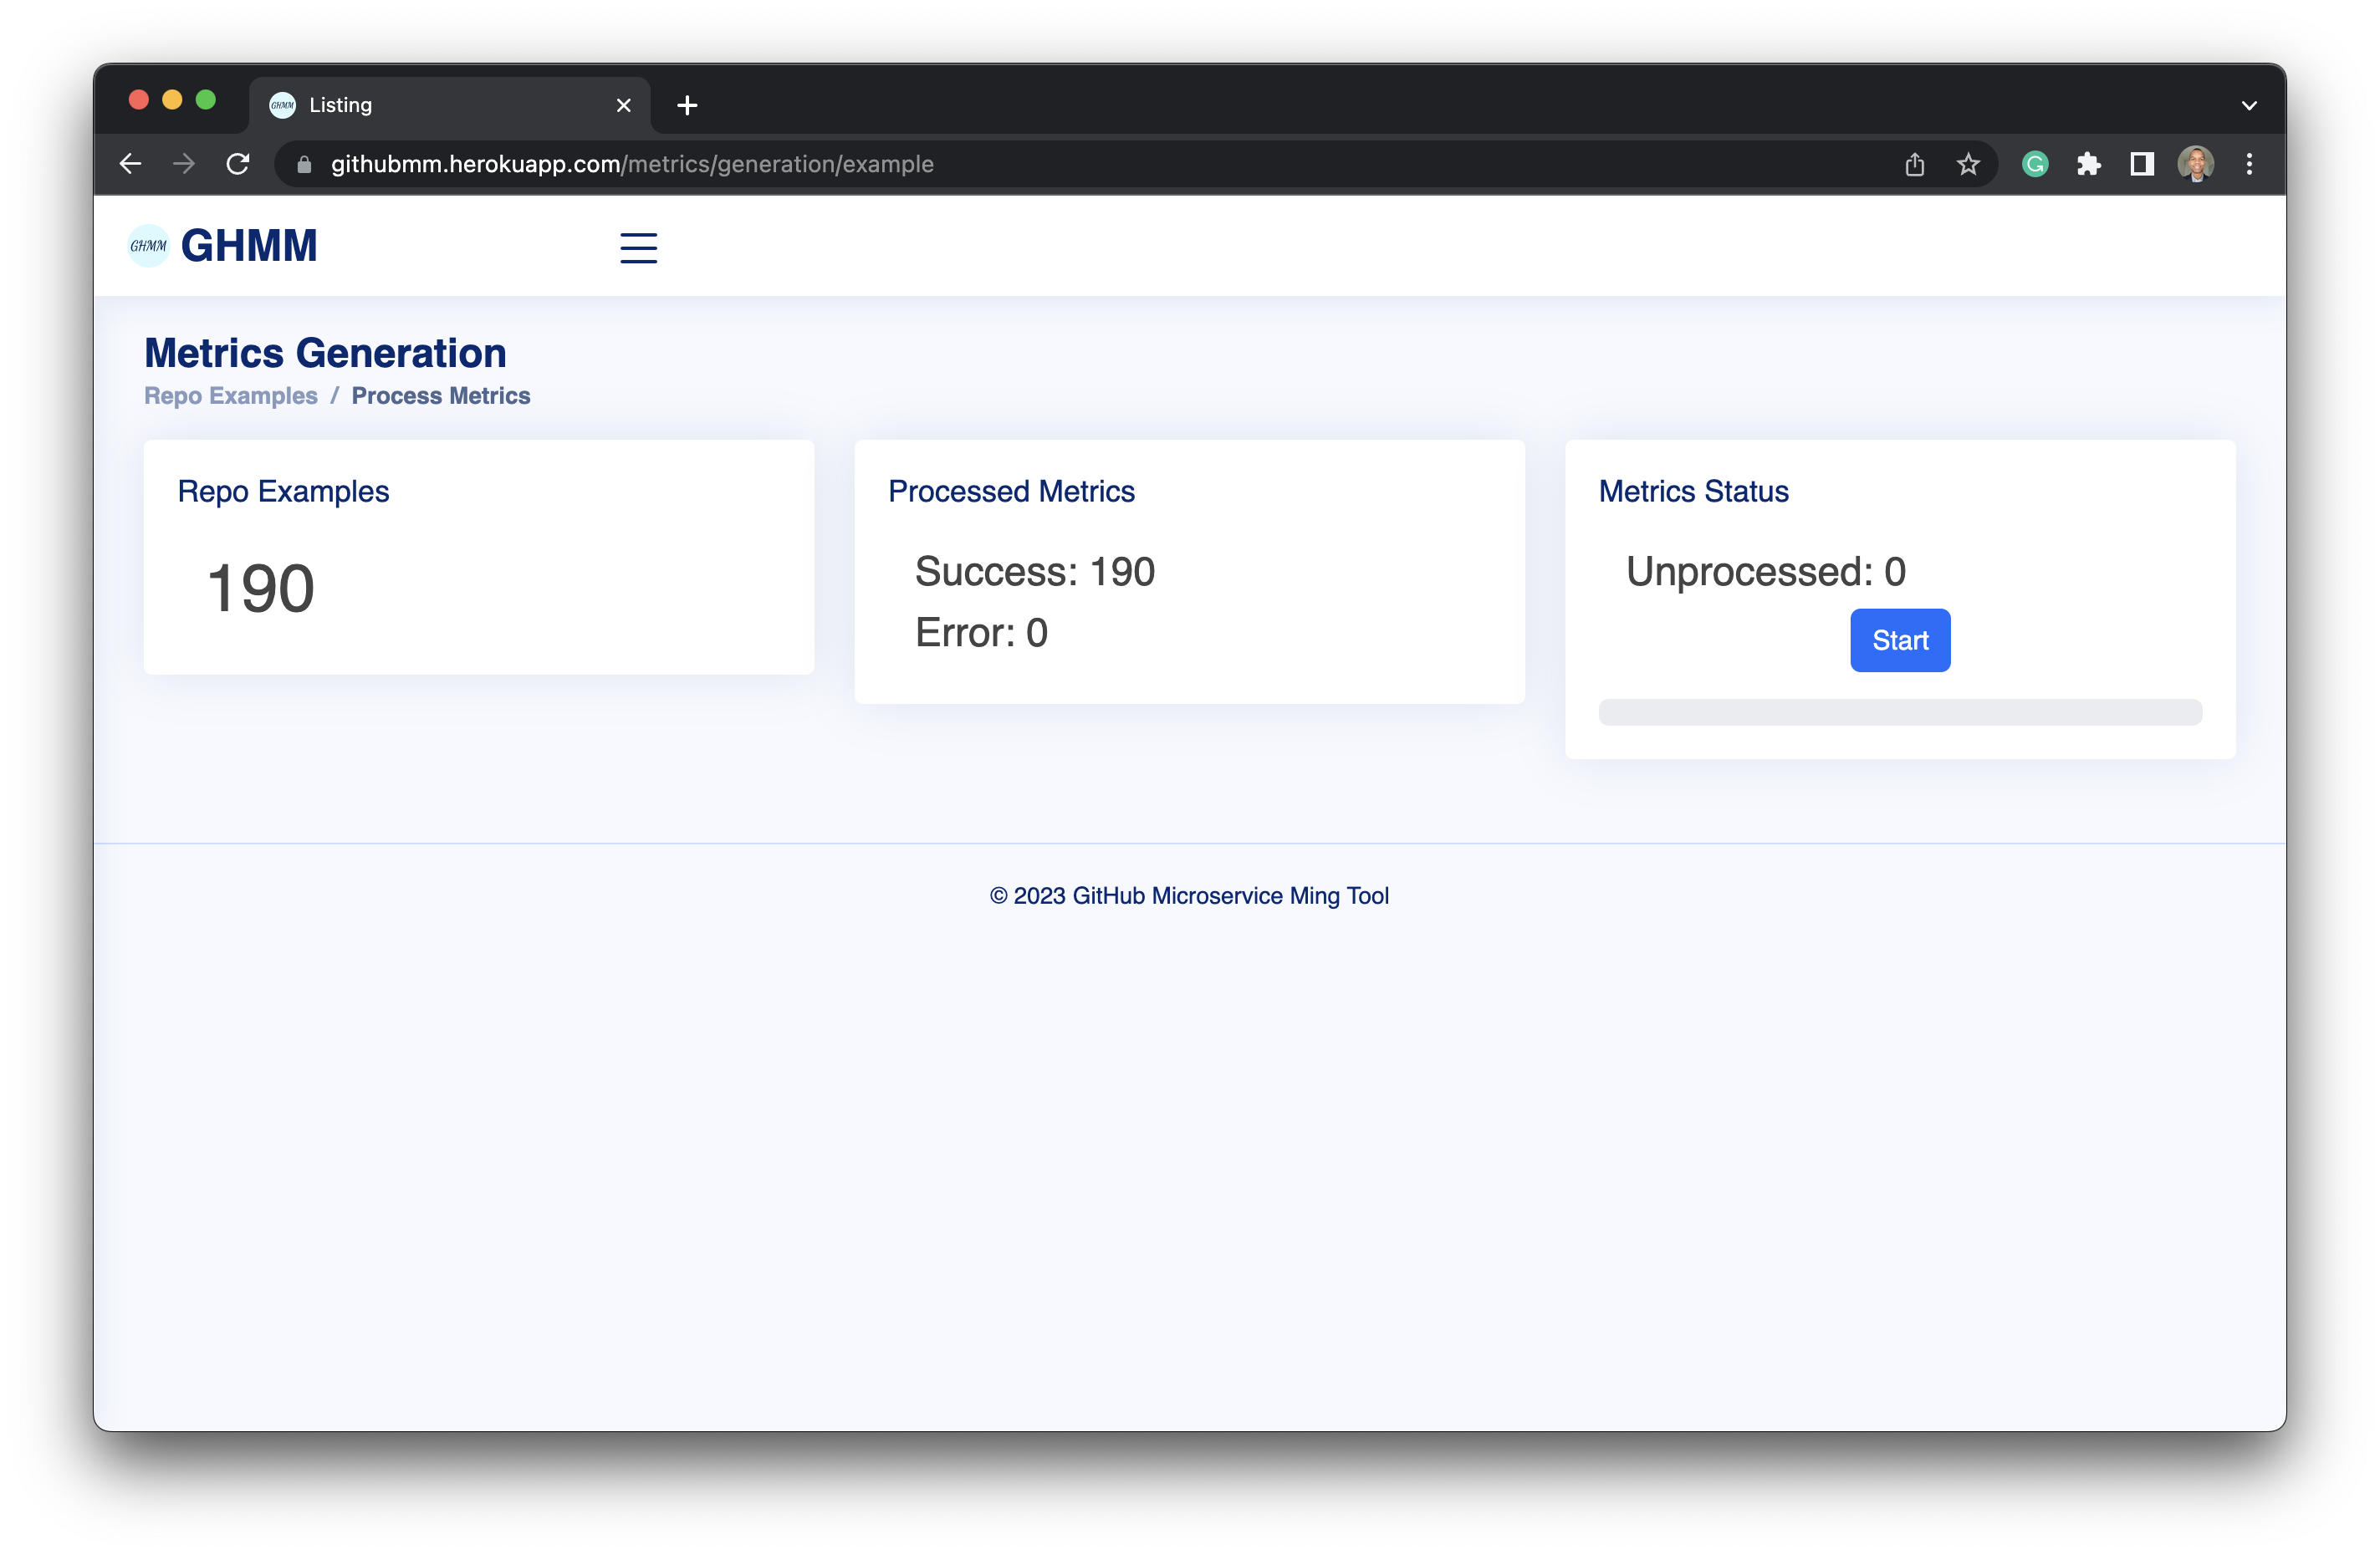 Listing
githubmm.herokuapp.com/metrics/generation/example
GHMM GHMM
Metrics Generation
Repo Examples / Process Metrics
Repo Examples
190
Processed Metrics
Success: 190
Error: 0
Metrics Status
Unprocessed: 0
Start
© 2023 GitHub Microservice Ming Tool